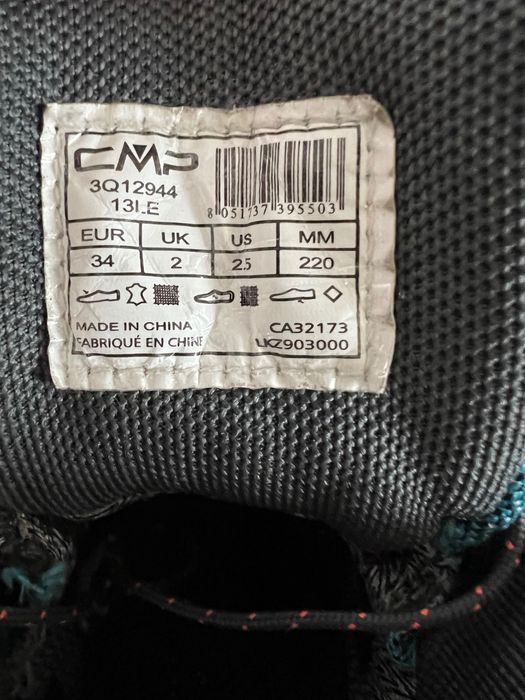 CMP
3Q12944
13LE
8 051737 395503
EUR UK US MM
34 2 2.5 220
MADE IN CHINA
FABRIQUÉ EN CHINE
CA32173
LKZ903000